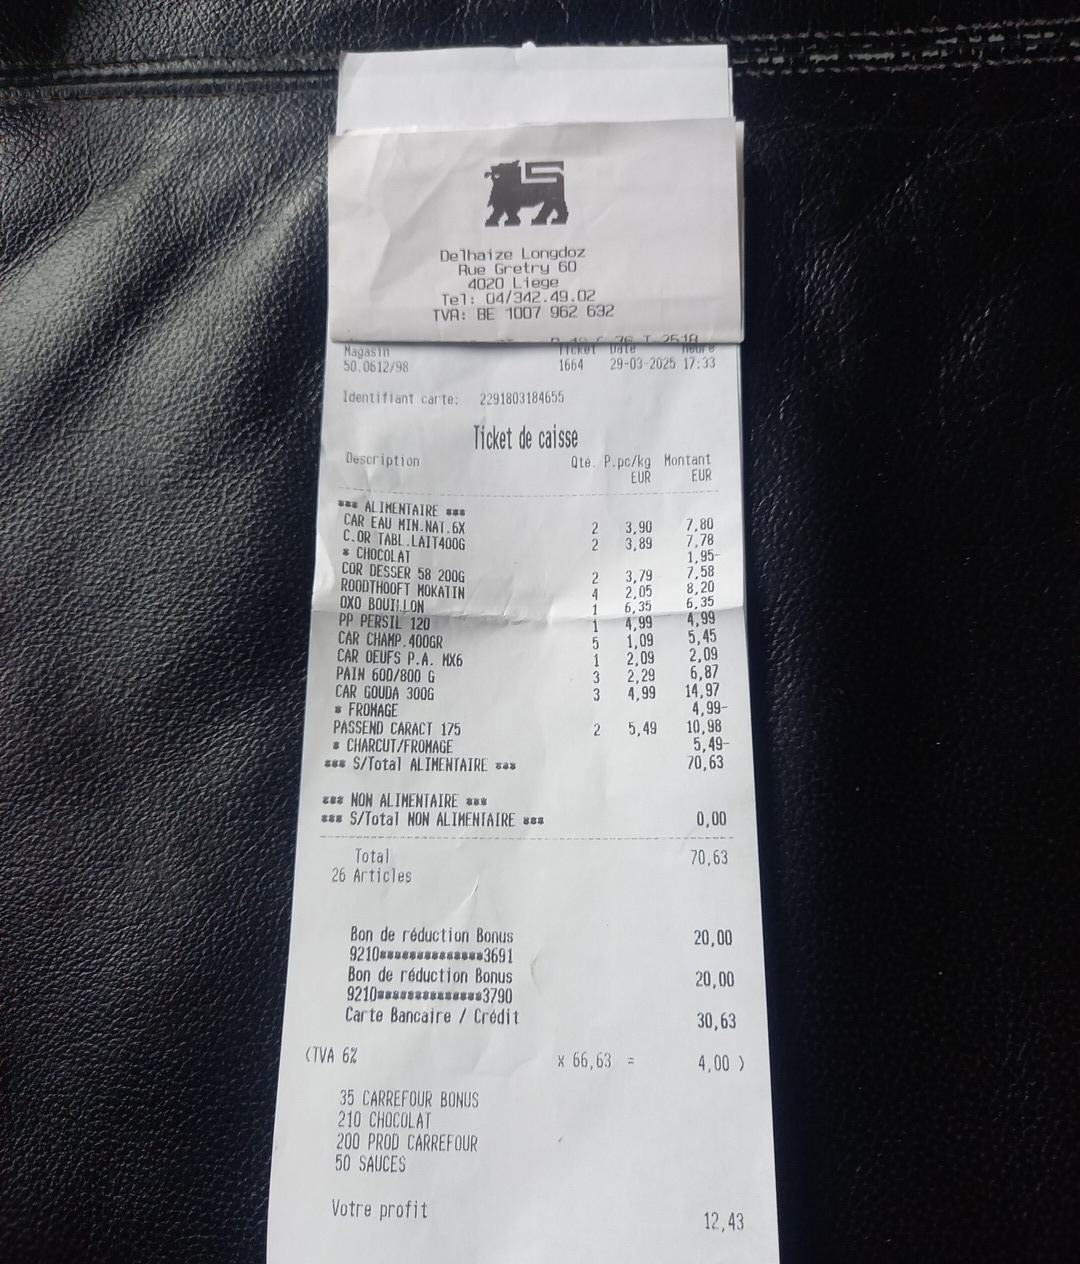 Delhaize Longdoz
Rue Gretry 60
4020 Liege
Tel: 04/342.49.02
TVA: BE 1007 962 632
Magasin Ticket Date Heure
50.0612/98 1664 29-03-2025 17:33
Identifiant carte: 2291803184655
Ticket de caisse
Description Qté. P.pc/kg Montant
EUR EUR
*** ALIMENTAIRE ***
CAR EAU MIN.NAT.6X 2 3,90 7,80
C.OR TABL.LAIT400G 2 3,89 7,78
* CHOCOLAT 1,95-
COR DESSER 58 200G 2 3,79 7,58
ROODTHOOFT MOKATIN 4 2,05 8,20
OXO BOUILLON 1 6,35 6,35
PP PERSIL 120 1 4,99 4,99
CAR CHAMP.400GR 5 1,09 5,45
CAR OEUFS P.A. MX6 1 2,09 2,09
PAIN 600/800 G 3 2,29 6,87
CAR GOUDA 300G 3 4,99 14,97
* FROMAGE 4,99-
PASSEND CARACT 175 2 5,49 10,98
* CHARCUT/FROMAGE 5,49-
*** S/Total ALIMENTAIRE *** 70,63
*** NON ALIMENTAIRE ***
*** S/Total NON ALIMENTAIRE *** 0,00
Total 70,63
26 Articles
Bon de réduction Bonus 20,00
9210**************3691
Bon de réduction Bonus 20,00
9210**************3790
Carte Bancaire / Crédit 30,63
(TVA 6% x 66,63 = 4,00 )
35 CARREFOUR BONUS
210 CHOCOLAT
200 PROD CARREFOUR
50 SAUCES
Votre profit 12,43